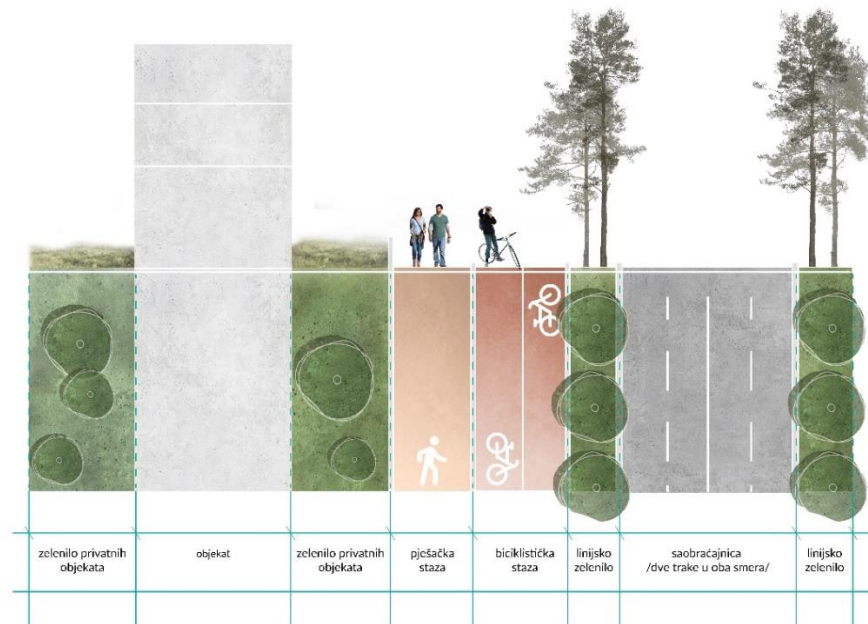 zelenilo privatnih
objekata
objekat
zelenilo privatnih
objekata
pješačka
staza
biciklistička
staza
linijsko
zelenilo
saobraćajnica
/dve trake u oba smera/
linijsko
zelenilo